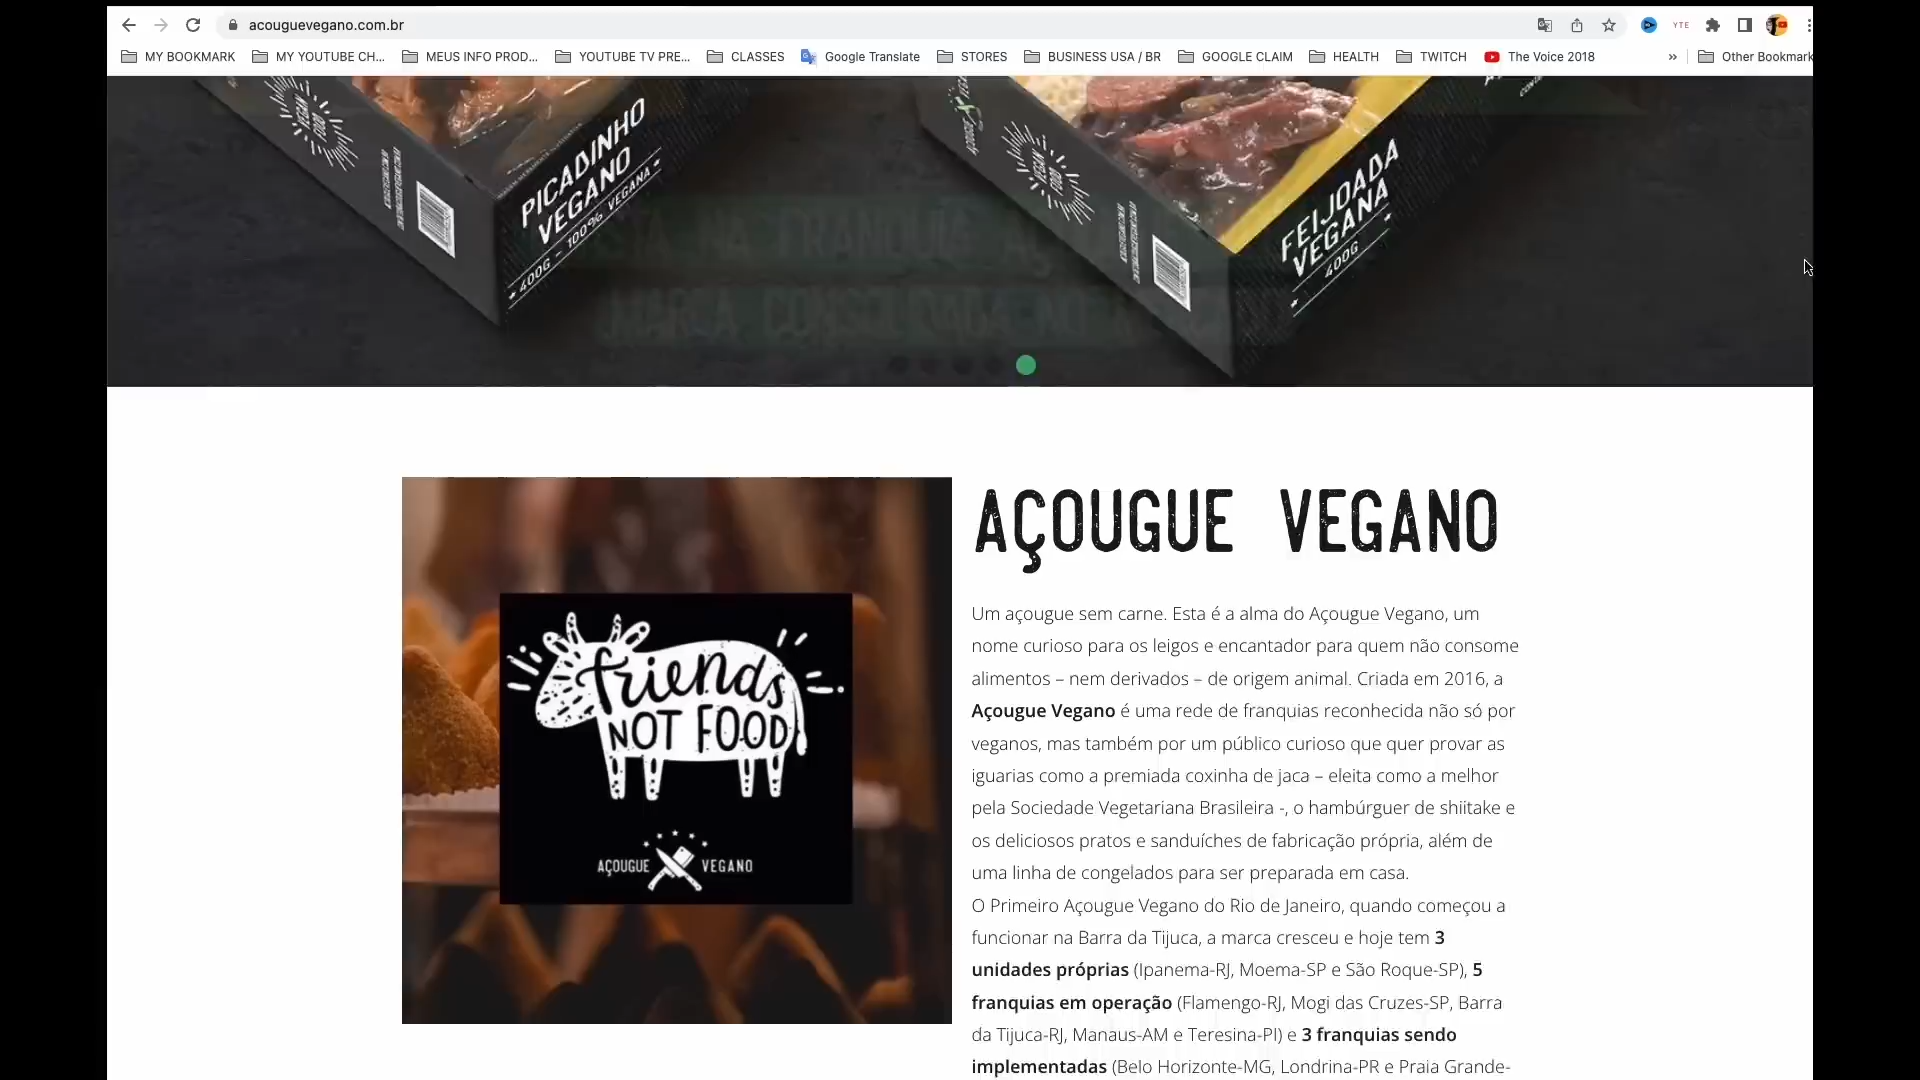 acouguevegano.com.br
YTE
MY BOOKMARK MY YOUTUBE CH... MEUS INFO PROD... YOUTUBE TV PRE... CLASSES Google Translate STORES BUSINESS USA / BR GOOGLE CLAIM HEALTH TWITCH The Voice 2018 » Other Bookmark
VEGAN FOOD
PICADINHO
VEGANO
400G - 100% VEGANA
VEGAN FOOD
FEIJOADA
VEGANA
400G
AÇOUGUE VEGANO
friends
NOT FOOD
AÇOUGUE VEGANO
Um açougue sem carne. Esta é a alma do Açougue Vegano, um
nome curioso para os leigos e encantador para quem não consome
alimentos – nem derivados – de origem animal. Criada em 2016, a
Açougue Vegano é uma rede de franquias reconhecida não só por
veganos, mas também por um público curioso que quer provar as
iguarias como a premiada coxinha de jaca – eleita como a melhor
pela Sociedade Vegetariana Brasileira -, o hambúrguer de shiitake e
os deliciosos pratos e sanduíches de fabricação própria, além de
uma linha de congelados para ser preparada em casa.
O Primeiro Açougue Vegano do Rio de Janeiro, quando começou a
funcionar na Barra da Tijuca, a marca cresceu e hoje tem 3
unidades próprias (Ipanema-RJ, Moema-SP e São Roque-SP), 5
franquias em operação (Flamengo-RJ, Mogi das Cruzes-SP, Barra
da Tijuca-RJ, Manaus-AM e Teresina-PI) e 3 franquias sendo
implementadas (Belo Horizonte-MG, Londrina-PR e Praia Grande-